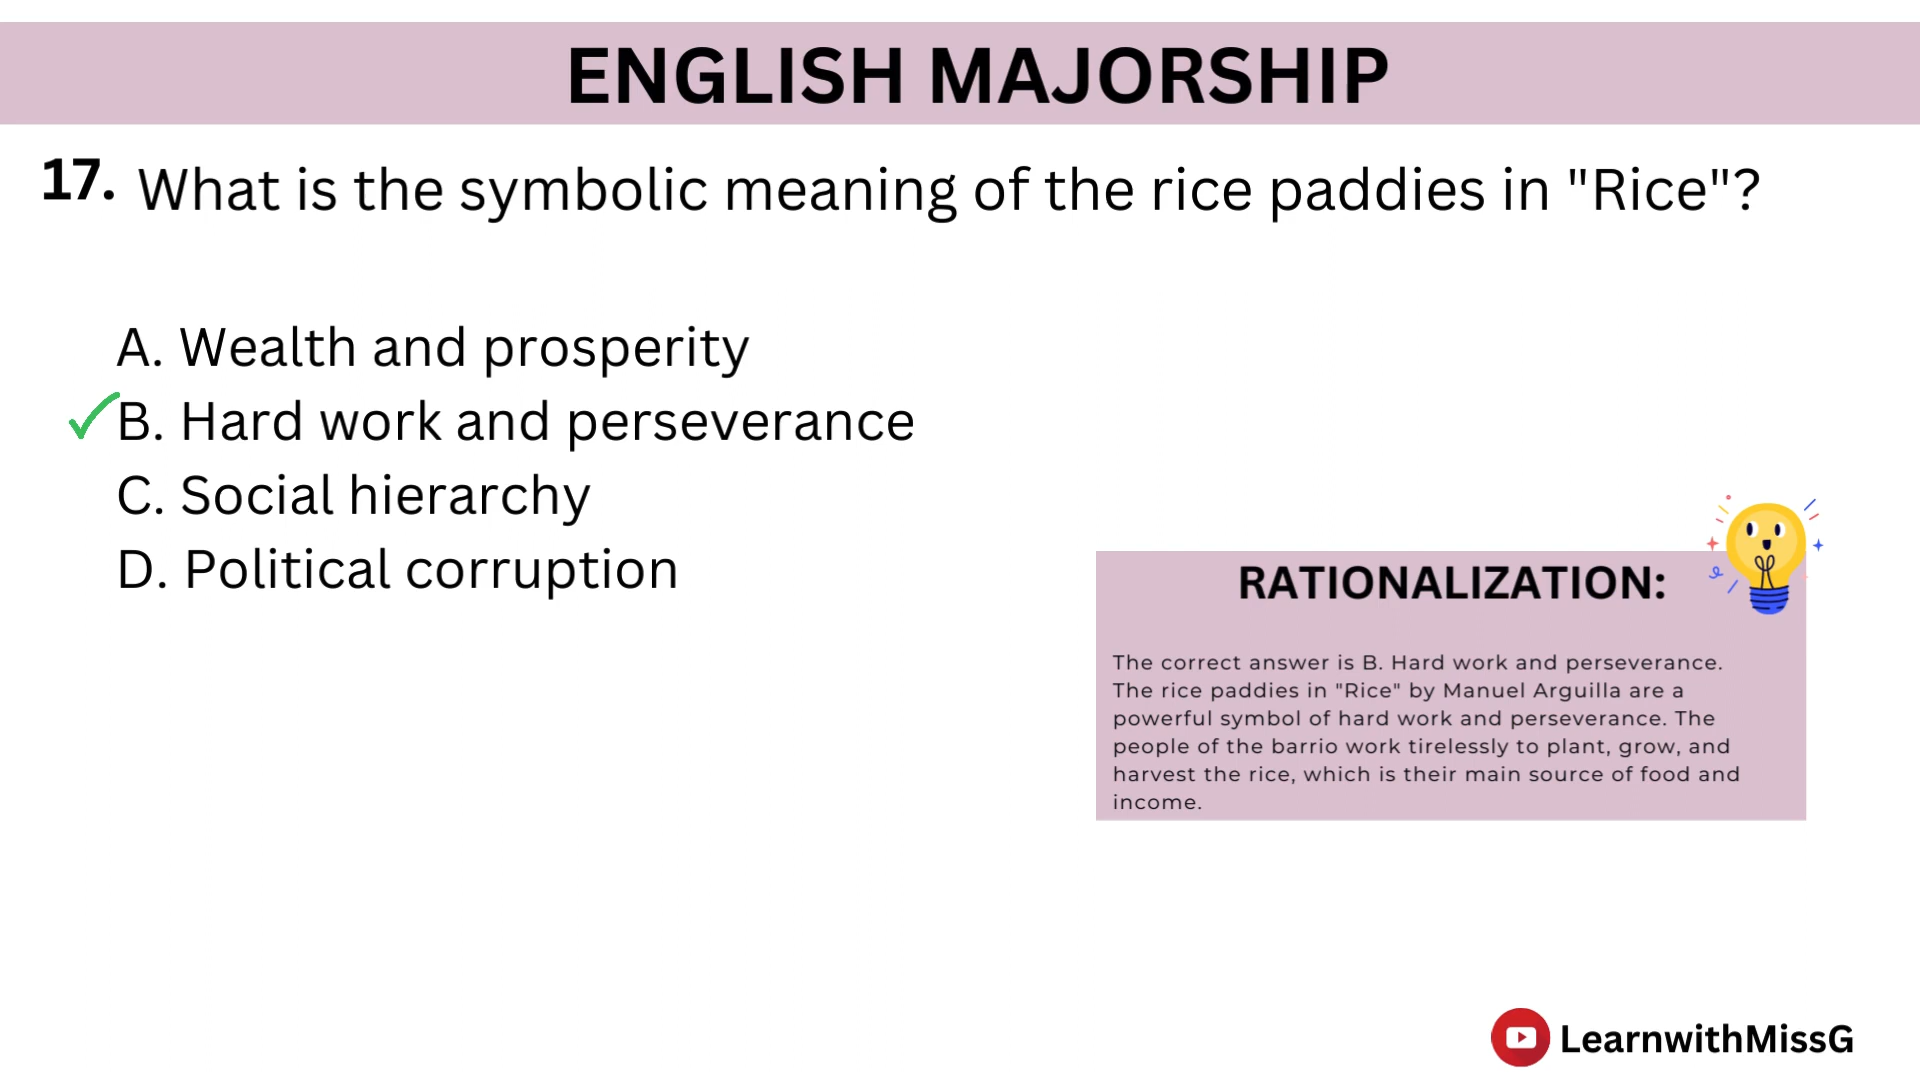 ENGLISH MAJORSHIP
17. What is the symbolic meaning of the rice paddies in "Rice"?
A. Wealth and prosperity
B. Hard work and perseverance
C. Social hierarchy
D. Political corruption
RATIONALIZATION:
The correct answer is B. Hard work and perseverance.
The rice paddies in "Rice" by Manuel Arguilla are a
powerful symbol of hard work and perseverance. The
people of the barrio work tirelessly to plant, grow, and
harvest the rice, which is their main source of food and
income.
LearnwithMissG